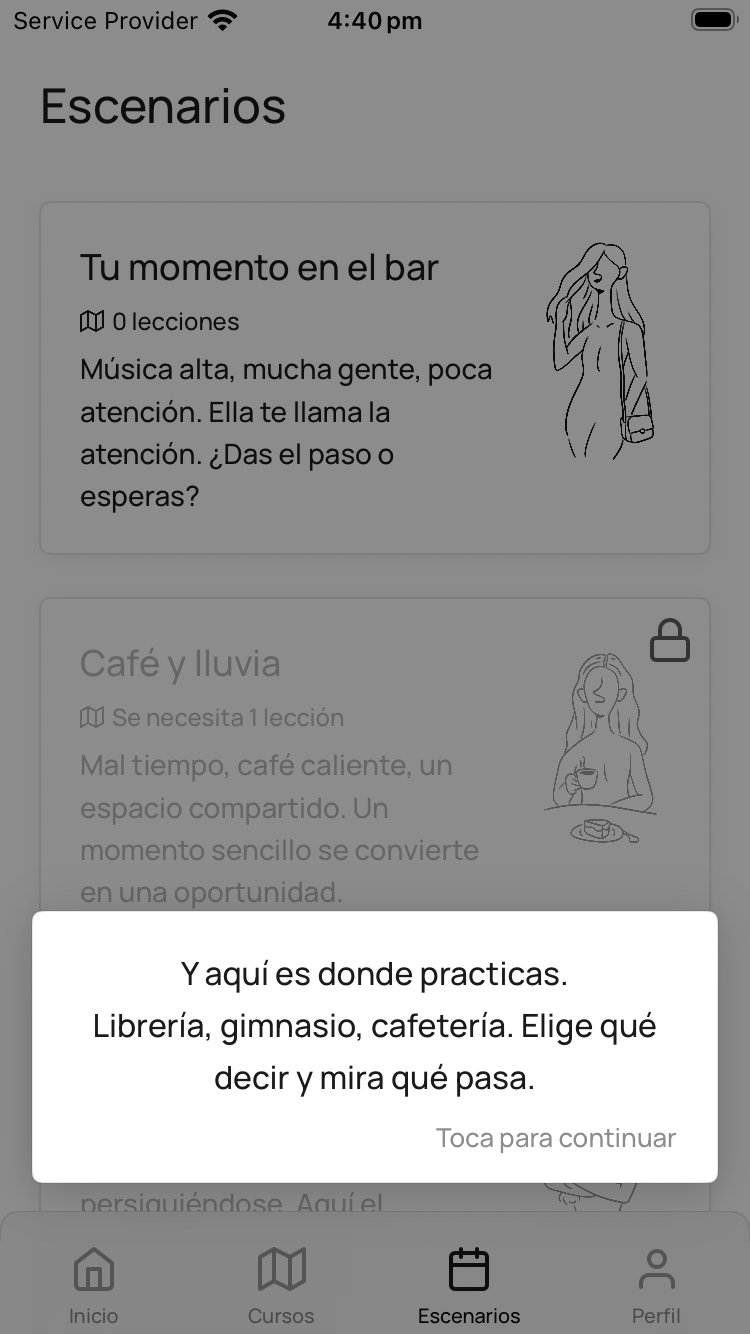 Service Provider 4:40 pm
Escenarios
Tu momento en el bar
0 lecciones
Música alta, mucha gente, poca
atención. Ella te llama la
atención. ¿Das el paso o
esperas?
Café y lluvia
Se necesita 1 lección
Mal tiempo, café caliente, un
espacio compartido. Un
momento sencillo se convierte
en una oportunidad.
Y aquí es donde practicas.
Librería, gimnasio, cafetería. Elige qué
decir y mira qué pasa.
Toca para continuar
persiguiéndose. Aquí el
Inicio Cursos Escenarios Perfil